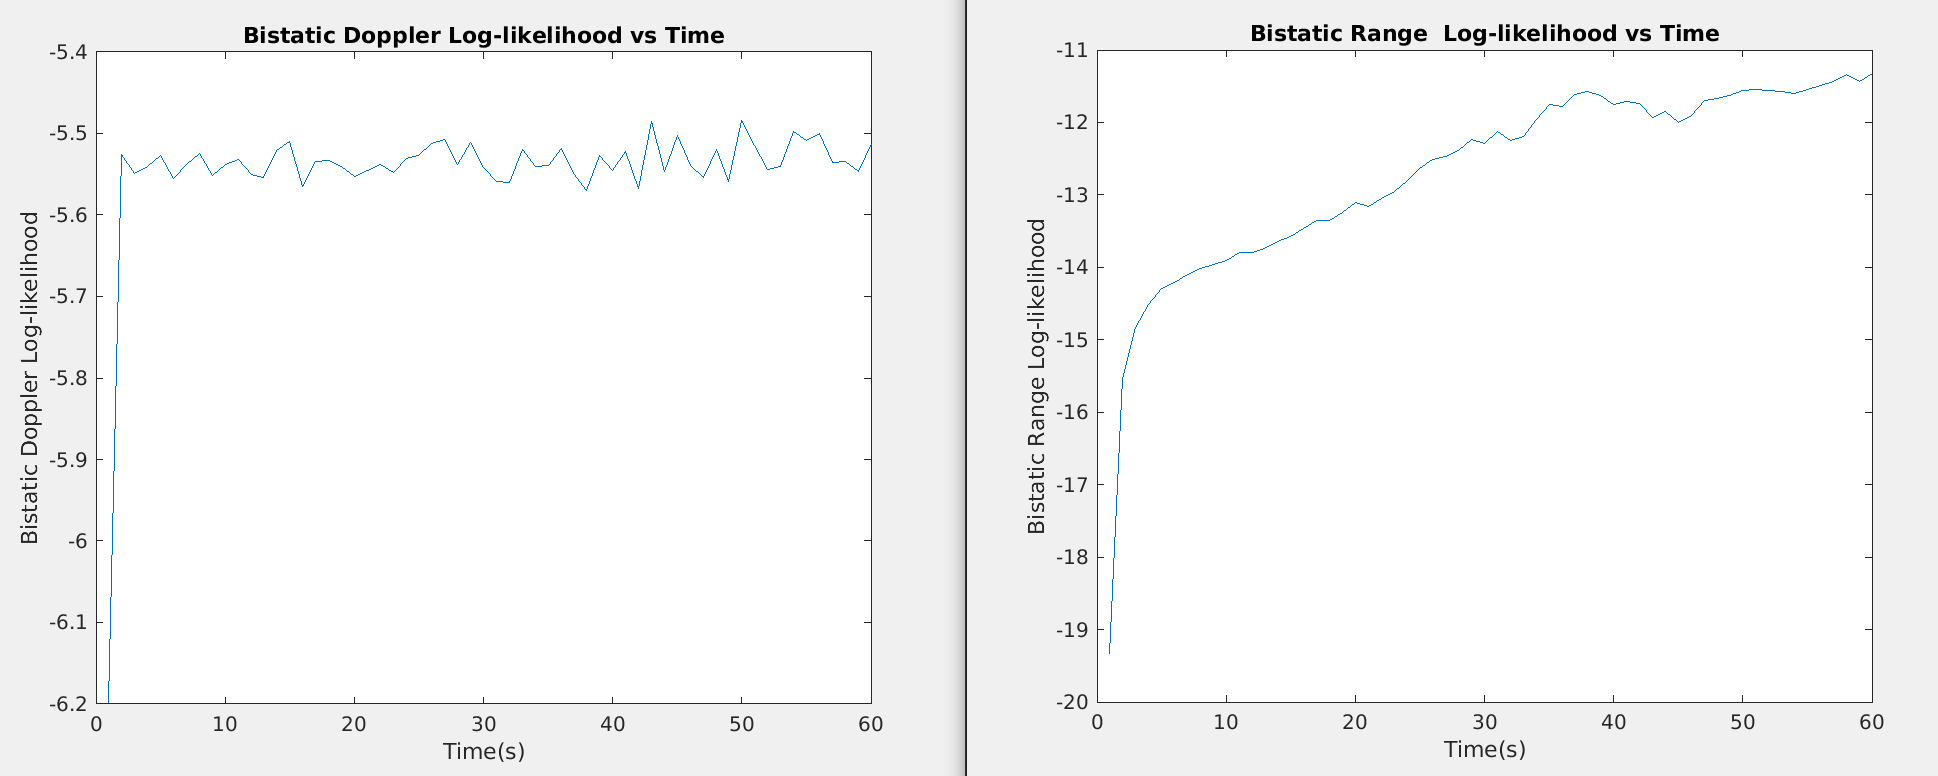 Bistatic Doppler Log-likelihood vs Time
Bistatic Doppler Log-likelihood
-5.4
-5.5
-5.6
-5.7
-5.8
-5.9
-6
-6.1
-6.2
0 10 20 30 40 50 60
Time(s)
Bistatic Range  Log-likelihood vs Time
Bistatic Range Log-likelihood
-11
-12
-13
-14
-15
-16
-17
-18
-19
-20
0 10 20 30 40 50 60
Time(s)